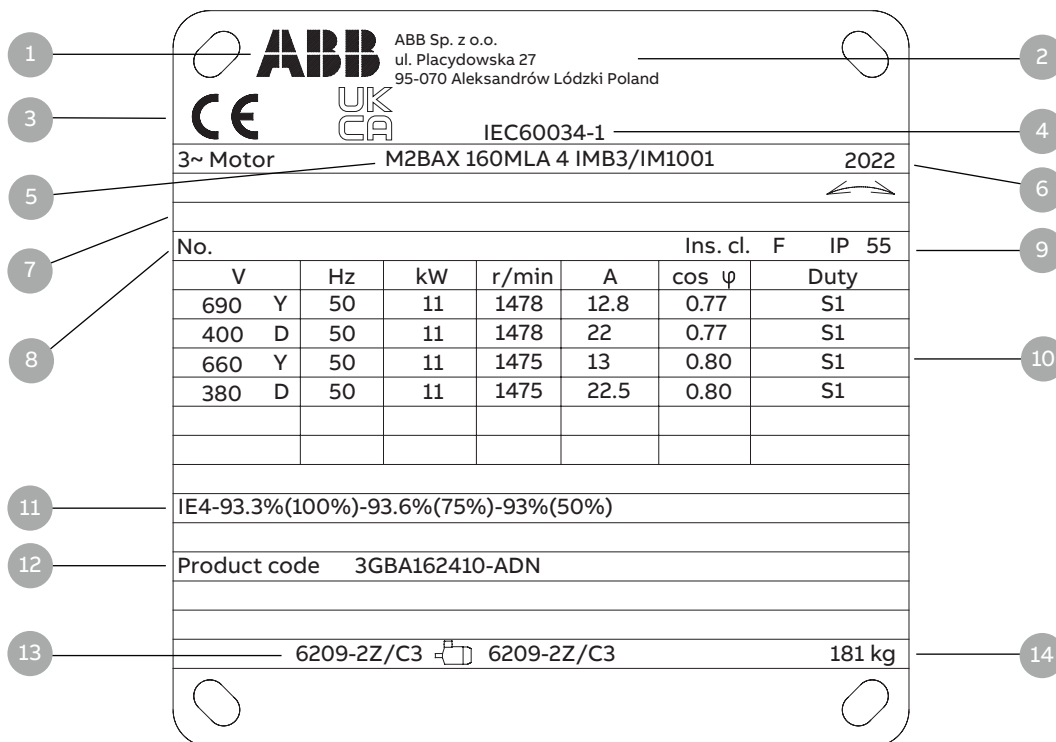 1 ABB ABB Sp. z o.o. 2
ul. Placydowska 27
95-070 Aleksandrów Lódzki Poland
3 CE UK
CA
IEC60034-1 4
3~ Motor M2BAX 160MLA 4 IMB3/IM1001 2022
5 6
7
No. Ins. cl. F IP 55 9
V Hz kW r/min A cos φ Duty
690 Y 50 11 1478 12.8 0.77 S1
400 D 50 11 1478 22 0.77 S1
8 660 Y 50 11 1475 13 0.80 S1 10
380 D 50 11 1475 22.5 0.80 S1
11 IE4-93.3%(100%)-93.6%(75%)-93%(50%)
12 Product code 3GBA162410-ADN
13 6209-2Z/C3 6209-2Z/C3 181 kg 14